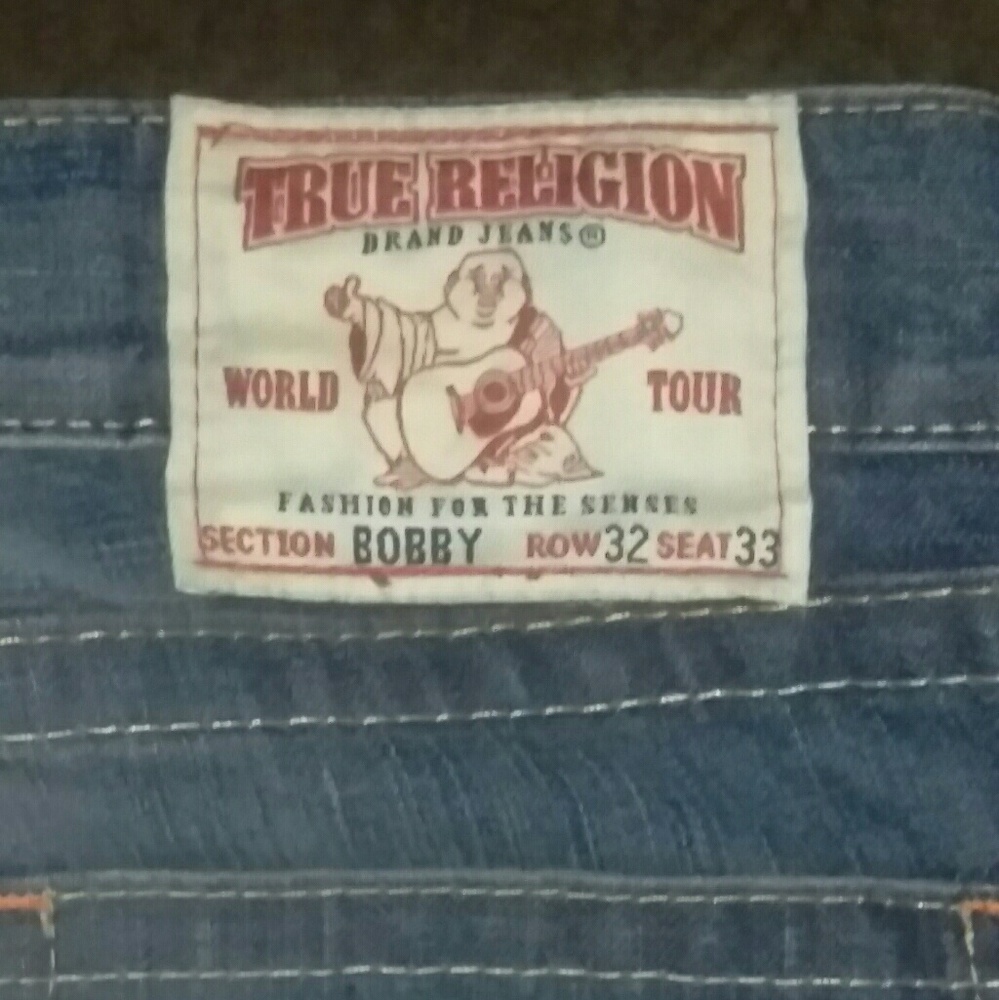 TRUE RELIGION
BRAND JEANS®
WORLD TOUR
FASHION FOR THE SENSES
SECTION BOBBY ROW 32 SEAT 33